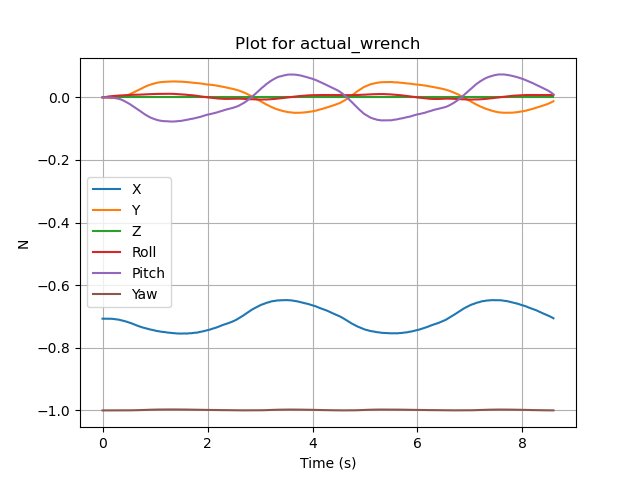 Plot for actual_wrench
N
0.0
−0.2
−0.4
−0.6
−0.8
−1.0
X
Y
Z
Roll
Pitch
Yaw
0 2 4 6 8
Time (s)